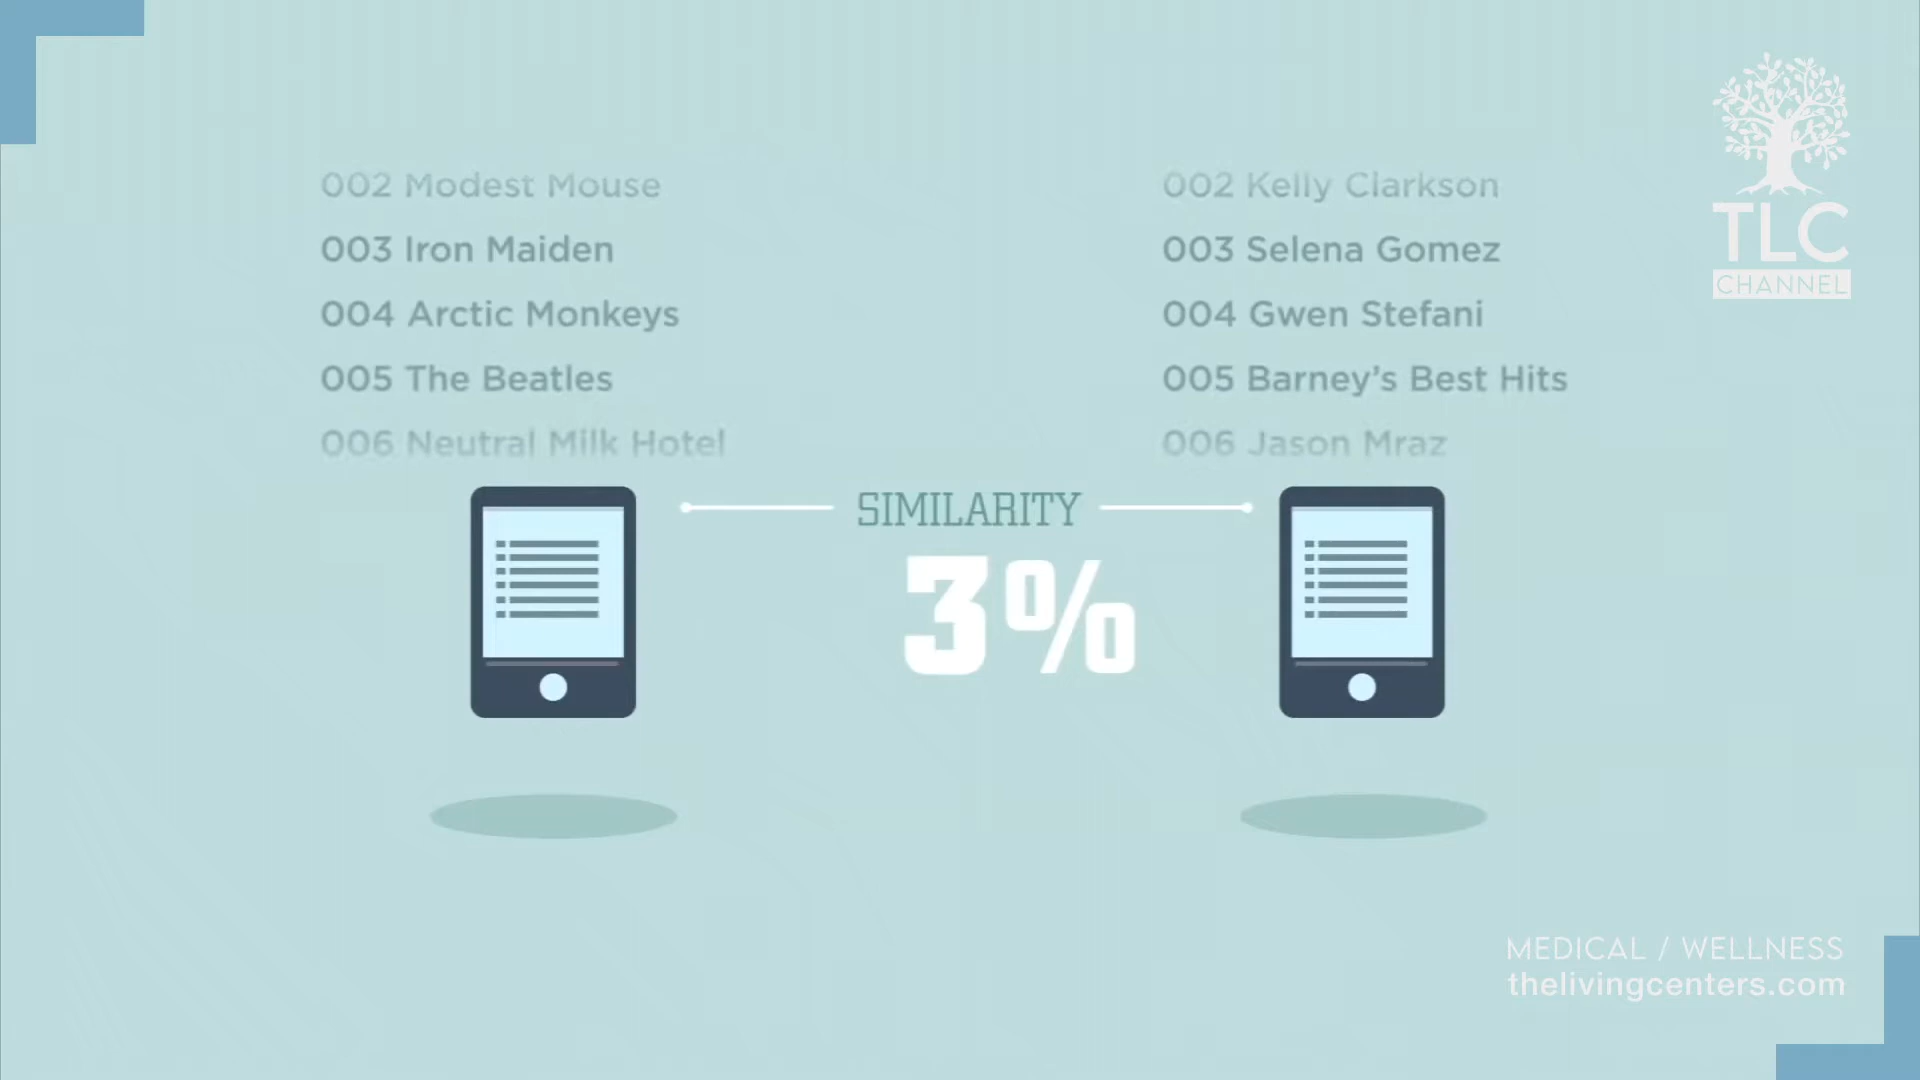 002 Modest Mouse
003 Iron Maiden
004 Arctic Monkeys
005 The Beatles
006 Neutral Milk Hotel
002 Kelly Clarkson
003 Selena Gomez
004 Gwen Stefani
005 Barney’s Best Hits
006 Jason Mraz
SIMILARITY
3%
TLC
CHANNEL
MEDICAL / WELLNESS
thelivingcenters.com